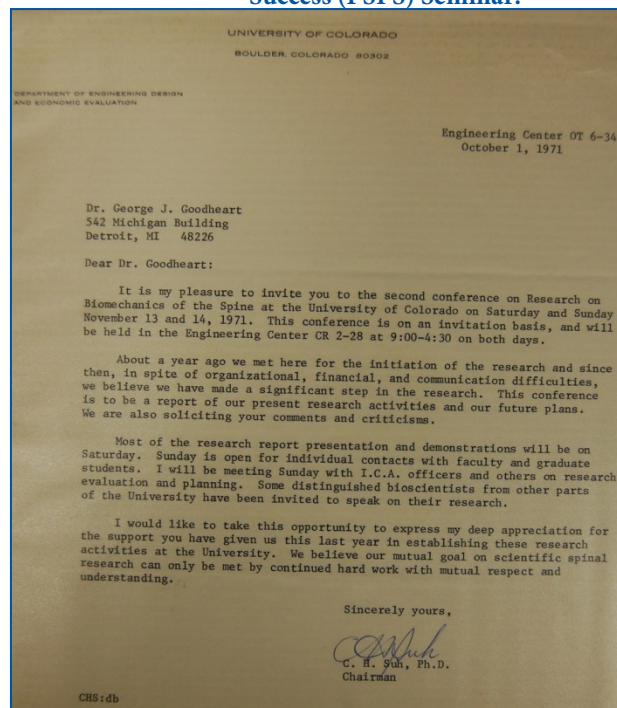 Success (PSPS) Seminar.
UNIVERSITY OF COLORADO
BOULDER, COLORADO 80302
DEPARTMENT OF ENGINEERING DESIGN
AND ECONOMIC EVALUATION
Engineering Center OT 6-34
October 1, 1971
Dr. George J. Goodheart
542 Michigan Building
Detroit, MI 48226
Dear Dr. Goodheart:
It is my pleasure to invite you to the second conference on Research on
Biomechanics of the Spine at the University of Colorado on Saturday and Sunday
November 13 and 14, 1971. This conference is on an invitation basis, and will
be held in the Engineering Center CR 2-28 at 9:00-4:30 on both days.
About a year ago we met here for the initiation of the research and since
then, in spite of organizational, financial, and communication difficulties,
we believe we have made a significant step in the research. This conference
is to be a report of our present research activities and our future plans.
We are also soliciting your comments and criticisms.
Most of the research report presentation and demonstrations will be on
Saturday. Sunday is open for individual contacts with faculty and graduate
students. I will be meeting Sunday with I.C.A. officers and others on research
evaluation and planning. Some distinguished bioscientists from other parts
of the University have been invited to speak on their research.
I would like to take this opportunity to express my deep appreciation for
the support you have given us this last year in establishing these research
activities at the University. We believe our mutual goal on scientific spinal
research can only be met by continued hard work with mutual respect and
understanding.
Sincerely yours,
C. H. Suh, Ph.D.
Chairman
CHS:db